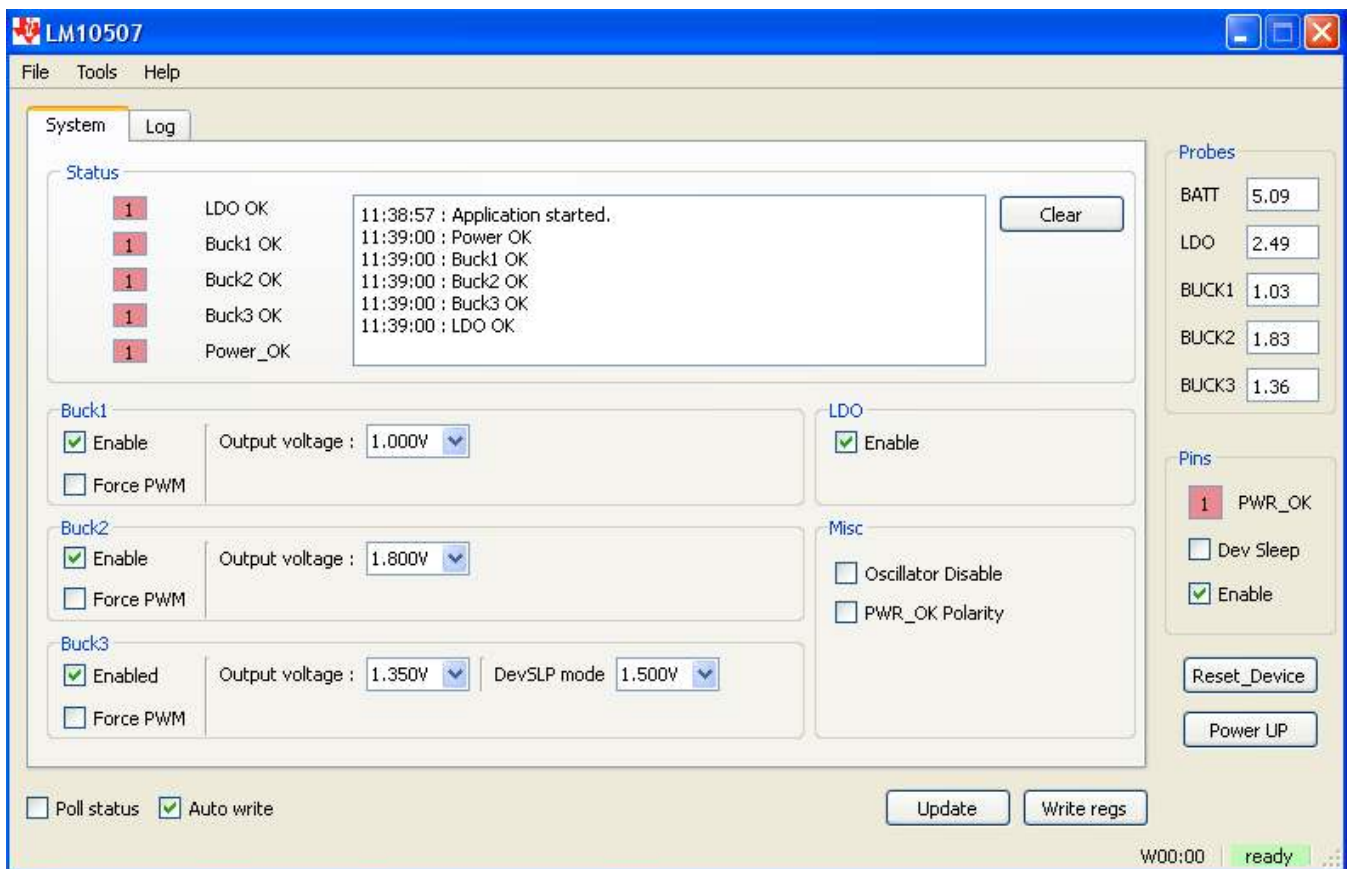 LM10507
File Tools Help
System Log
Status
1 LDO OK
1 Buck1 OK
1 Buck2 OK
1 Buck3 OK
1 Power_OK
11:38:57 : Application started.
11:39:00 : Power OK
11:39:00 : Buck1 OK
11:39:00 : Buck2 OK
11:39:00 : Buck3 OK
11:39:00 : LDO OK
Clear
Buck1
Enable
Force PWM
Output voltage : 1.000V
LDO
Enable
Buck2
Enable
Force PWM
Output voltage : 1.800V
Misc
Oscillator Disable
PWR_OK Polarity
Buck3
Enabled
Force PWM
Output voltage : 1.350V
DevSLP mode 1.500V
Probes
BATT 5.09
LDO 2.49
BUCK1 1.03
BUCK2 1.83
BUCK3 1.36
Pins
1 PWR_OK
Dev Sleep
Enable
Reset_Device
Power UP
Poll status Auto write
Update Write regs
W00:00 ready